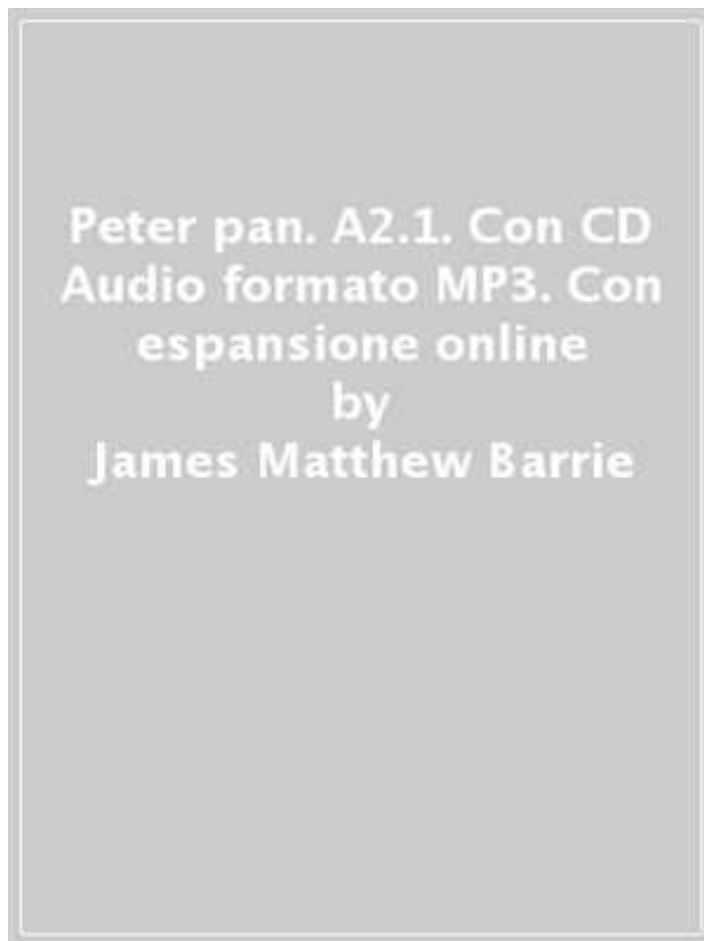 Peter pan. A2.1. Con CD
Audio formato MP3. Con
espansione online
by
James Matthew Barrie